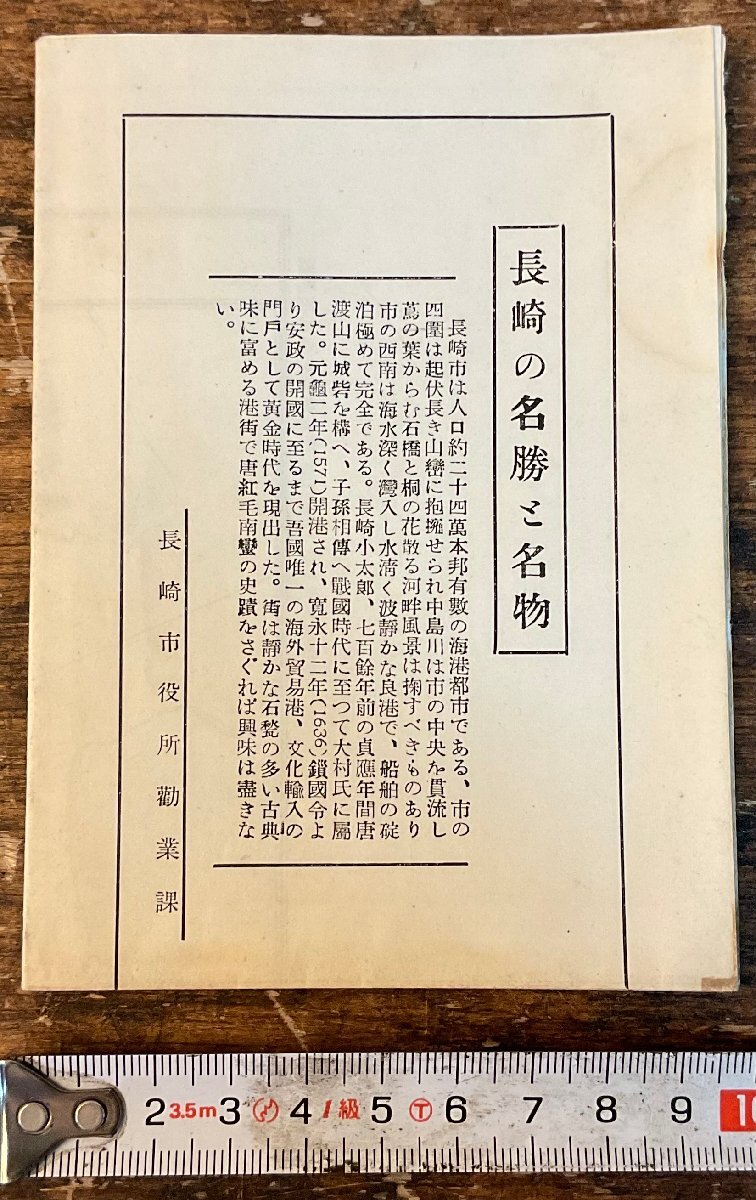 長崎の名勝と名物
長崎市は人口約二十四萬本邦有數の海港都市である、市の
四圍は起伏長き山巒に抱擁せられ中島川は市の中央を貫流し
蔦の葉からむ石橋と桐の花散る河畔風景は掬すべきものあり
市の西南は海水深く灣入し水清く波靜かな良港で、船舶の碇
泊極めて完全である。長崎小太郎、七百餘年前の貞應年間唐
渡山に城砦を構へ、子孫相傳へ戰國時代に至つて大村氏に屬
した。元龜二年(1571)開港され、寬永十二年(1636)鎖國令よ
り安政の開國に至るまで吾國唯一の海外貿易港、文化輸入の
門戶として黃金時代を現出した。街は靜かな石甃の多い古典
味に富める港街で唐紅毛南蠻の史蹟をさぐれば興味は盡きな
い。
長崎市役所勸業課
2 3.5m 3 4 1級 5 6 7 8 9 10